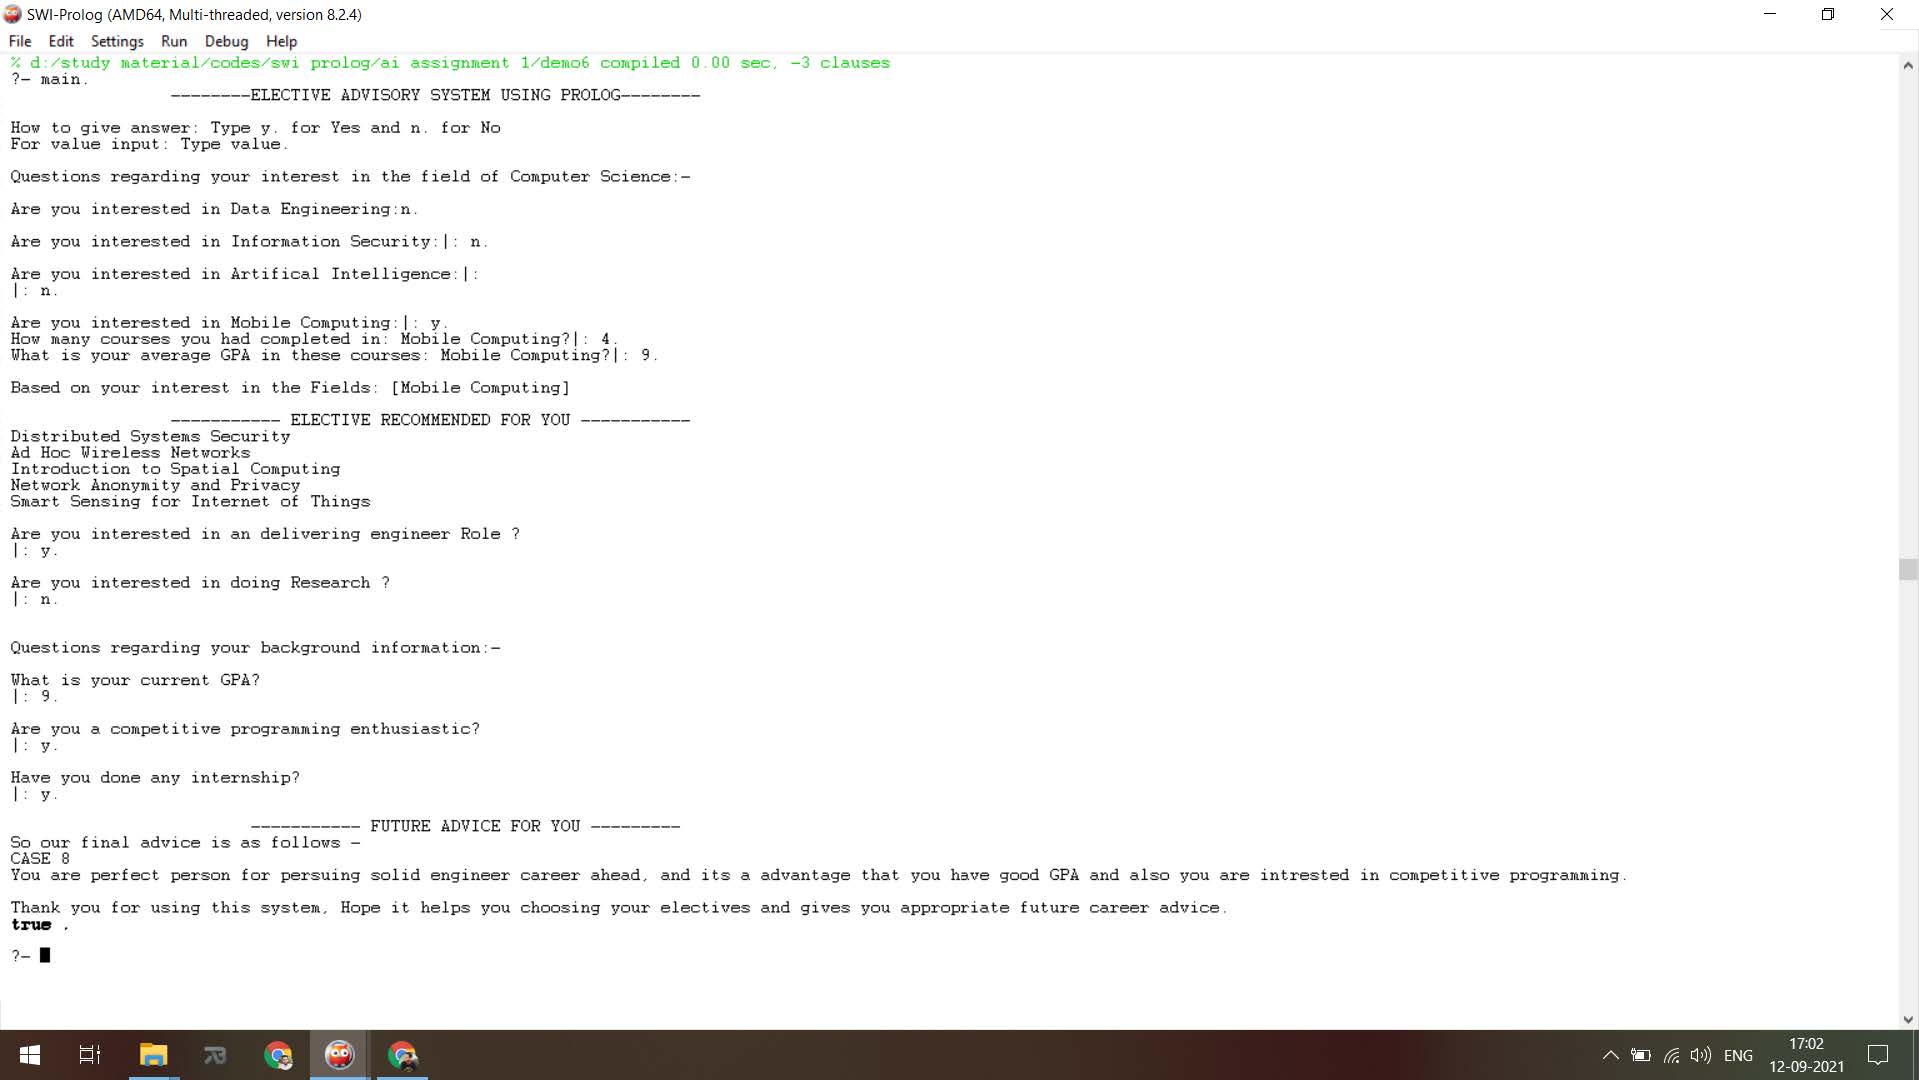 SWI-Prolog (AMD64, Multi-threaded, version 8.2.4)
File Edit Settings Run Debug Help
% d:/study material/codes/swi prolog/ai assignment 1/demo6 compiled 0.00 sec, -3 clauses
?- main.
--------ELECTIVE ADVISORY SYSTEM USING PROLOG--------
How to give answer: Type y. for Yes and n. for No
For value input: Type value.
Questions regarding your interest in the field of Computer Science:-
Are you interested in Data Engineering:n.
Are you interested in Information Security:|: n.
Are you interested in Artifical Intelligence:|:
|: n.
Are you interested in Mobile Computing:|: y.
How many courses you had completed in: Mobile Computing?|: 4.
What is your average GPA in these courses: Mobile Computing?|: 9.
Based on your interest in the Fields: [Mobile Computing]
----------- ELECTIVE RECOMMENDED FOR YOU -----------
Distributed Systems Security
Ad Hoc Wireless Networks
Introduction to Spatial Computing
Network Anonymity and Privacy
Smart Sensing for Internet of Things
Are you interested in an delivering engineer Role ?
|: y.
Are you interested in doing Research ?
|: n.
Questions regarding your background information:-
What is your current GPA?
|: 9.
Are you a competitive programming enthusiastic?
|: y.
Have you done any internship?
|: y.
----------- FUTURE ADVICE FOR YOU ---------
So our final advice is as follows -
CASE 8
You are perfect person for persuing solid engineer career ahead, and its a advantage that you have good GPA and also you are intrested in competitive programming.
Thank you for using this system, Hope it helps you choosing your electives and gives you appropriate future career advice.
true .
?-
ENG
17:02
12-09-2021